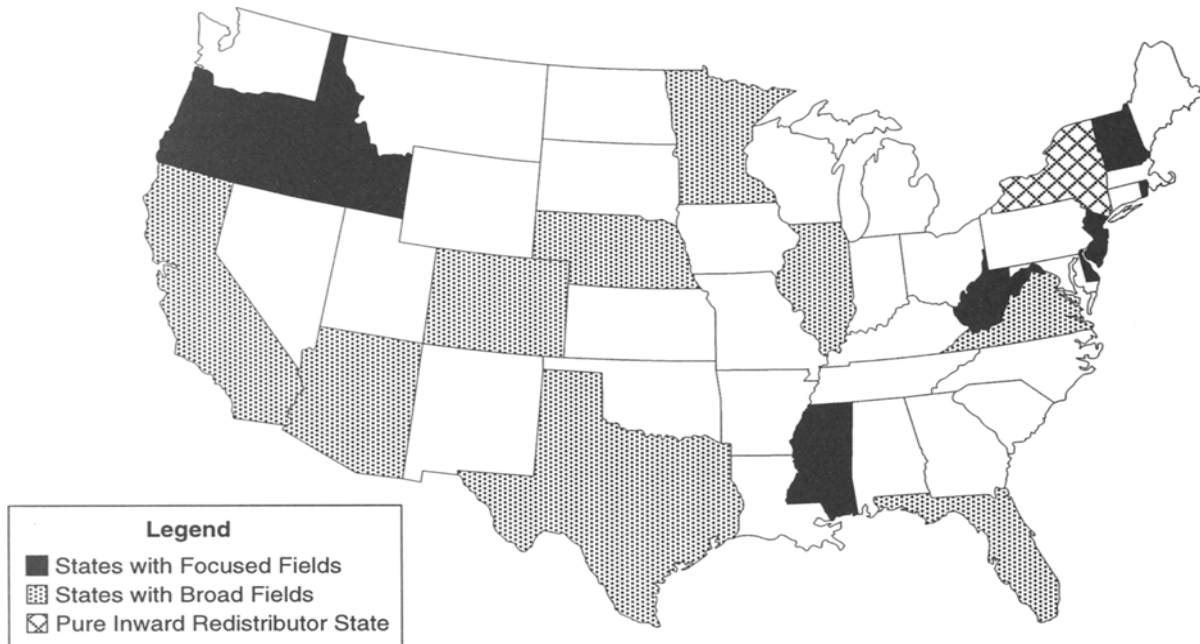 Legend
States with Focused Fields
States with Broad Fields
Pure Inward Redistributor State